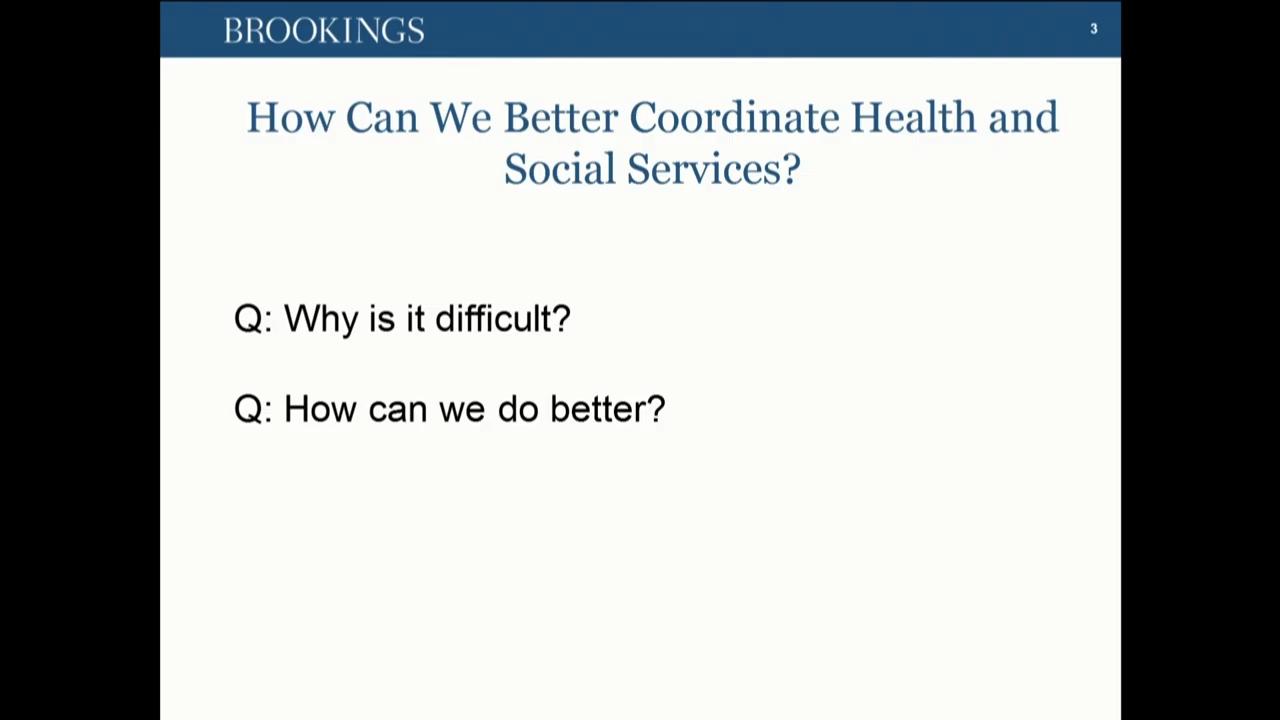 BROOKINGS
3
How Can We Better Coordinate Health and
Social Services?
Q: Why is it difficult?
Q: How can we do better?